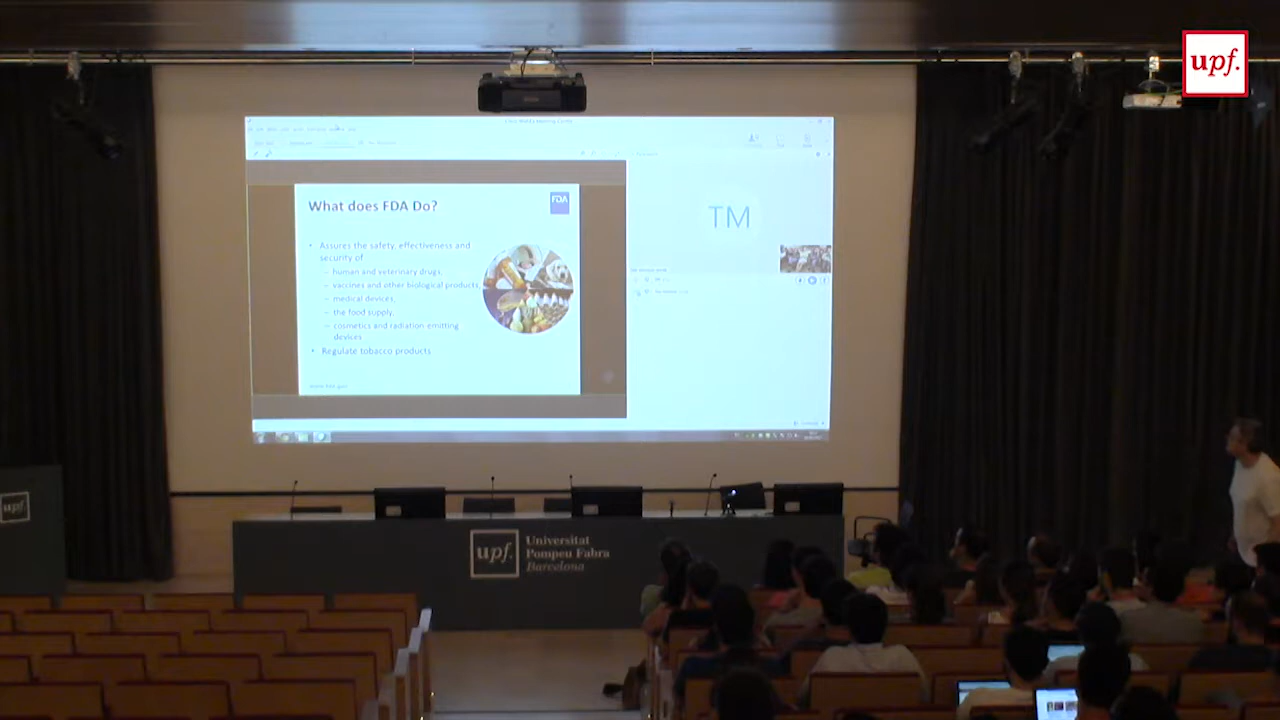 upf.
What does FDA Do?
FDA
• Assures the safety, effectiveness and
security of
– human and veterinary drugs,
– vaccines and other biological products,
– medical devices,
– the food supply,
– cosmetics and radiation emitting
devices
• Regulate tobacco products
TM
upf.
upf.
Universitat
Pompeu Fabra
Barcelona